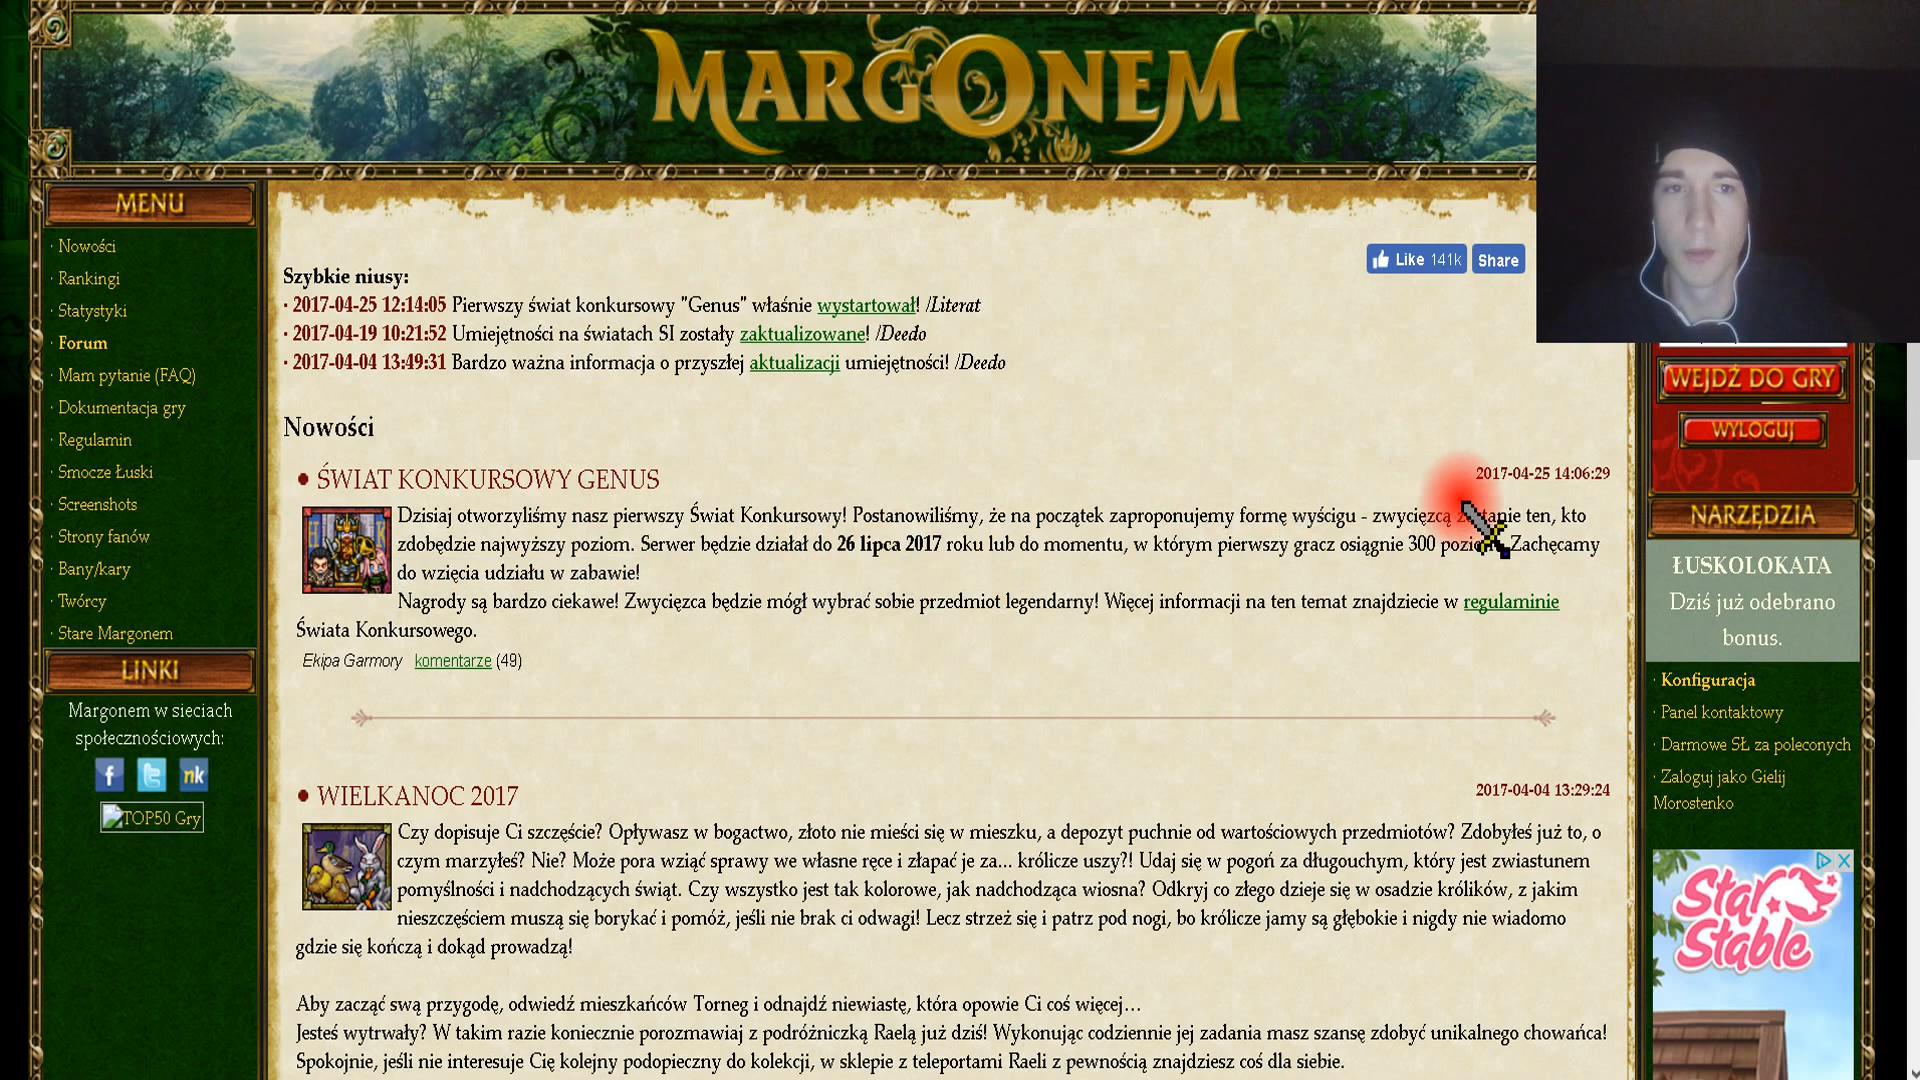 MARGONEM
MENU
· Nowości
· Rankingi
· Statystyki
· Forum
· Mam pytanie (FAQ)
· Dokumentacja gry
· Regulamin
· Smocze Łuski
· Screenshots
· Strony fanów
· Bany/kary
· Twórcy
· Stare Margonem
LINKI
Margonem w sieciach
społecznościowych:
f t nk
TOP50 Gry
Like 141k Share
Szybkie niusy:
· 2017-04-25 12:14:05 Pierwszy świat konkursowy "Genus" właśnie wystartował! /Literat
· 2017-04-19 10:21:52 Umiejętności na światach SI zostały zaktualizowane! /Deedo
· 2017-04-04 13:49:31 Bardzo ważna informacja o przyszłej aktualizacji umiejętności! /Deedo
Nowości
• ŚWIAT KONKURSOWY GENUS 2017-04-25 14:06:29
Dzisiaj otworzyliśmy nasz pierwszy Świat Konkursowy! Postanowiliśmy, że na początek zaproponujemy formę wyścigu - zwycięzcą zostanie ten, kto
zdobędzie najwyższy poziom. Serwer będzie działał do 26 lipca 2017 roku lub do momentu, w którym pierwszy gracz osiągnie 300 poziom. Zachęcamy
do wzięcia udziału w zabawie!
Nagrody są bardzo ciekawe! Zwycięzca będzie mógł wybrać sobie przedmiot legendarny! Więcej informacji na ten temat znajdziecie w regulaminie
Świata Konkursowego.
Ekipa Garmory komentarze (49)
• WIELKANOC 2017 2017-04-04 13:29:24
Czy dopisuje Ci szczęście? Opływasz w bogactwo, złoto nie mieści się w mieszku, a depozyt puchnie od wartościowych przedmiotów? Zdobyłeś już to, o
czym marzyłeś? Nie? Może pora wziąć sprawy we własne ręce i złapać je za... królicze uszy?! Udaj się w pogoń za długouchym, który jest zwiastunem
pomyślności i nadchodzących świąt. Czy wszystko jest tak kolorowe, jak nadchodząca wiosna? Odkryj co złego dzieje się w osadzie królików, z jakim
nieszczęściem muszą się borykać i pomóż, jeśli nie brak ci odwagi! Lecz strzeż się i patrz pod nogi, bo królicze jamy są głębokie i nigdy nie wiadomo
gdzie się kończą i dokąd prowadzą!
Aby zacząć swą przygodę, odwiedź mieszkańców Torneg i odnajdź niewiastę, która opowie Ci coś więcej…
Jesteś wytrwały? W takim razie koniecznie porozmawiaj z podróżniczką Raelą już dziś! Wykonując codziennie jej zadania masz szansę zdobyć unikalnego chowańca!
Spokojnie, jeśli nie interesuje Cię kolejny podopieczny do kolekcji, w sklepie z teleportami Raeli z pewnością znajdziesz coś dla siebie.
WEJDŹ DO GRY
WYLOGUJ
NARZĘDZIA
ŁUSKOLOKATA
Dziś już odebrano
bonus.
· Konfiguracja
· Panel kontaktowy
· Darmowe SŁ za poleconych
· Zaloguj jako Gielij
Morostenko
Star
Stable